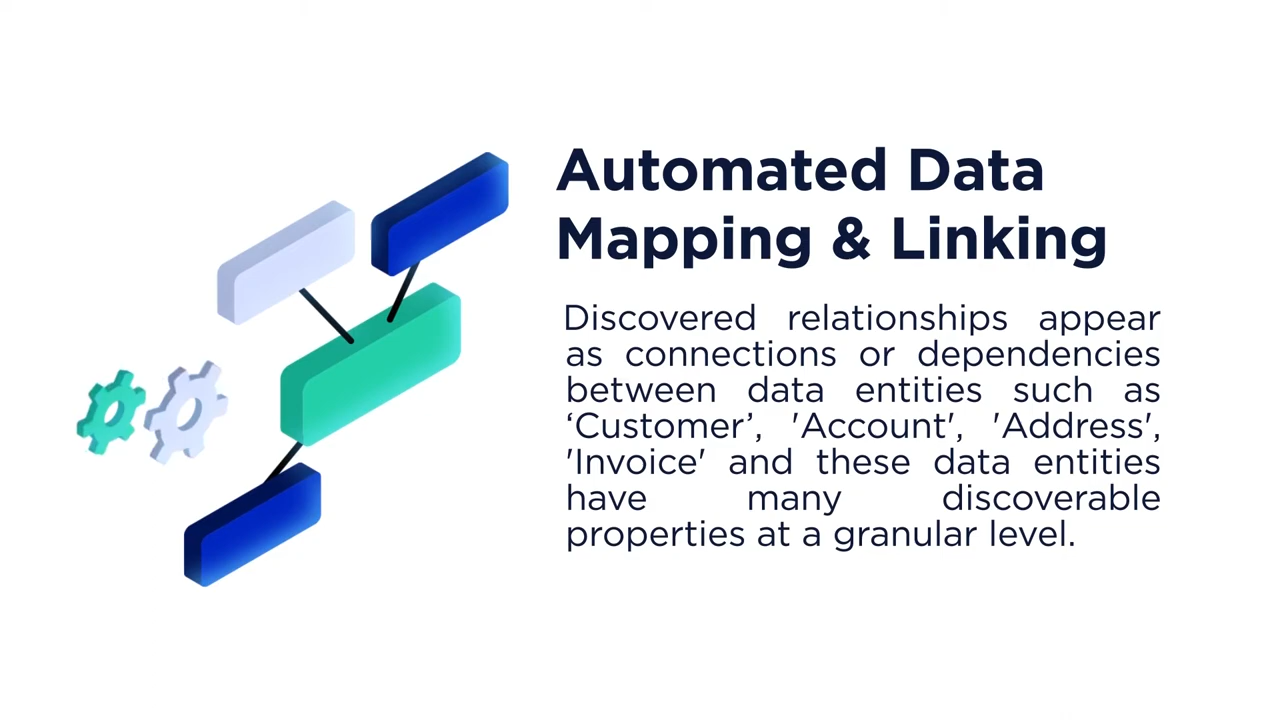 Automated Data
Mapping & Linking
Discovered relationships appear
as connections or dependencies
between data entities such as
‘Customer’, 'Account', 'Address',
'Invoice' and these data entities
have many discoverable
properties at a granular level.